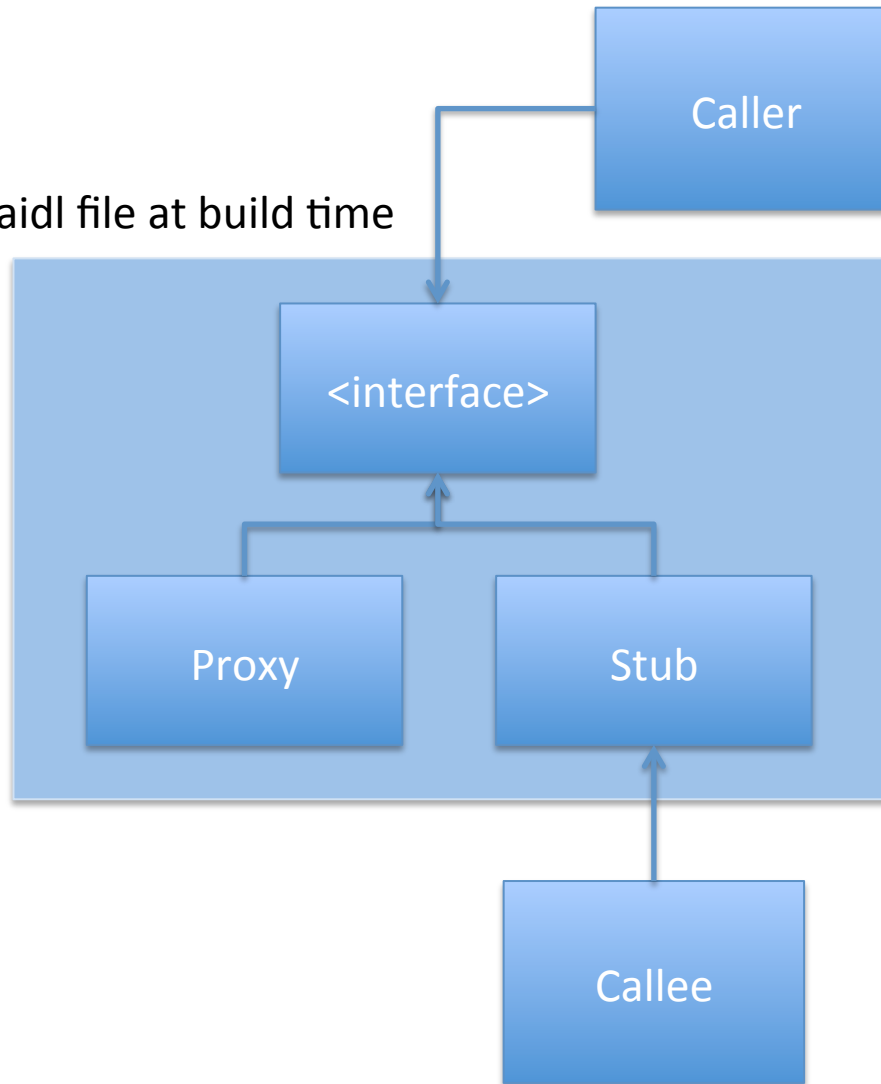 Caller
aidl file at build time
<interface>
Proxy
Stub
Callee